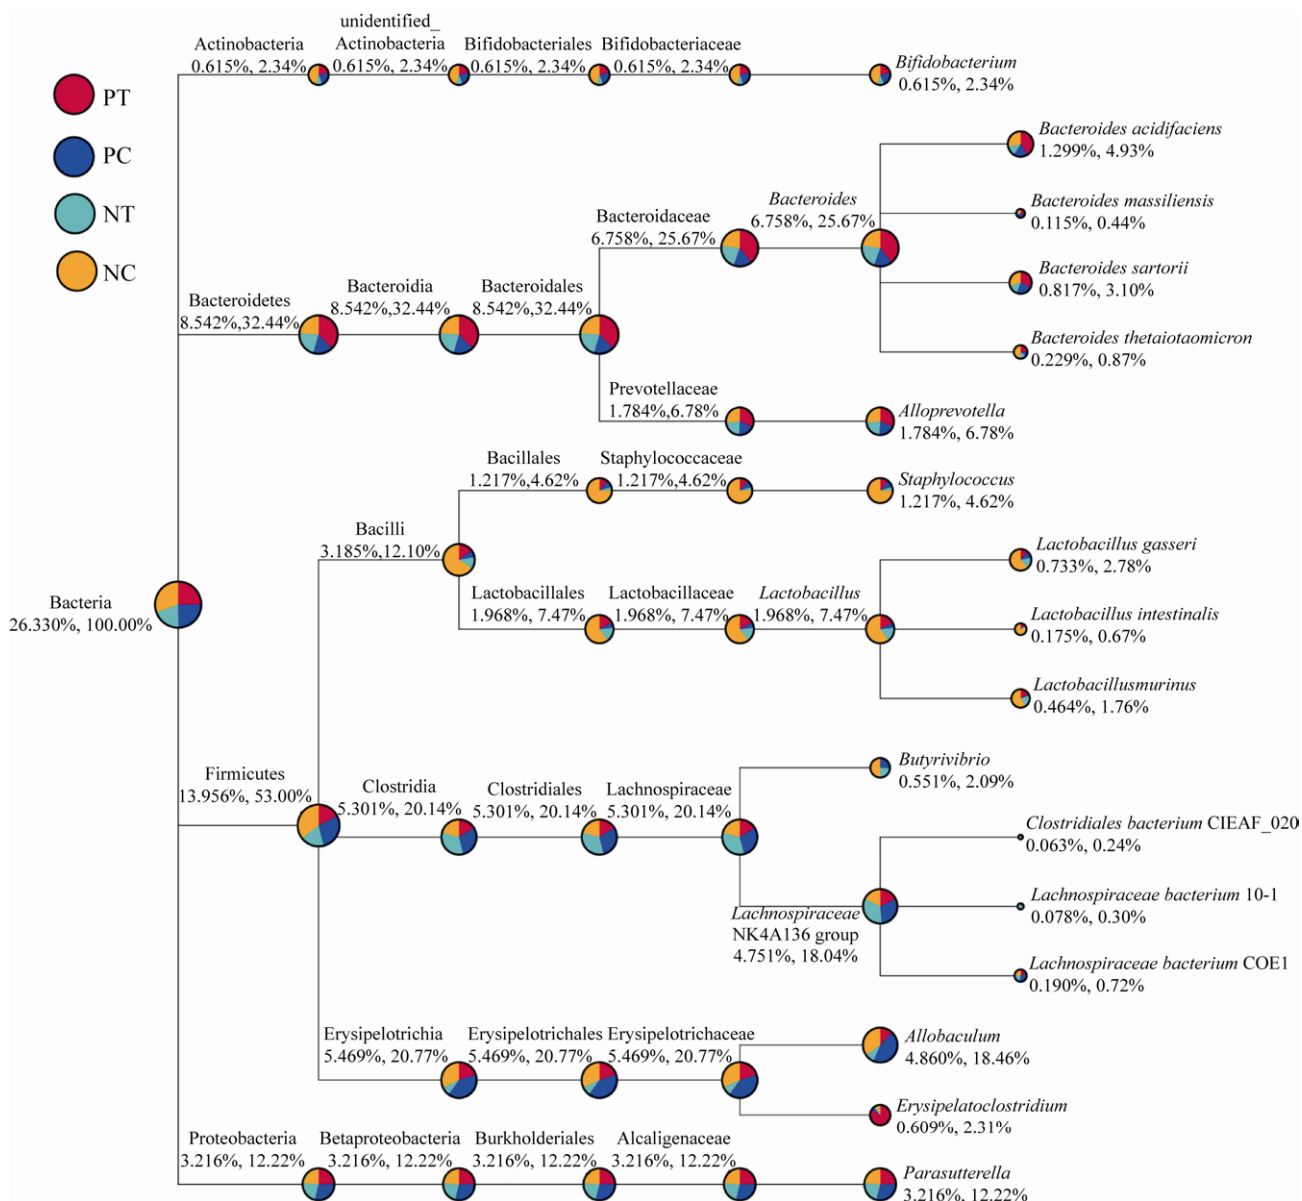 unidentified_
Actinobacteria
0.615%, 2.34%
Actinobacteria
0.615%, 2.34%
Bifidobacteriales
0.615%, 2.34%
Bifidobacteriaceae
0.615%, 2.34%
Bifidobacterium
0.615%, 2.34%
PT
PC
NT
NC
Bacteroides acidifaciens
1.299%, 4.93%
Bacteroides massiliensis
0.115%, 0.44%
Bacteroidaceae
6.758%, 25.67%
Bacteroides
6.758%, 25.67%
Bacteroides sartorii
0.817%, 3.10%
Bacteroidetes
8.542%,32.44%
Bacteroidia
8.542%,32.44%
Bacteroidales
8.542%,32.44%
Bacteroides thetaiotaomicron
0.229%, 0.87%
Prevotellaceae
1.784%,6.78%
Alloprevotella
1.784%, 6.78%
Bacillales
1.217%,4.62%
Staphylococcaceae
1.217%,4.62%
Staphylococcus
1.217%, 4.62%
Bacilli
3.185%,12.10%
Lactobacillus gasseri
0.733%, 2.78%
Bacteria
26.330%, 100.00%
Lactobacillales
1.968%, 7.47%
Lactobacillaceae
1.968%, 7.47%
Lactobacillus
1.968%, 7.47%
Lactobacillus intestinalis
0.175%, 0.67%
Lactobacillusmurinus
0.464%, 1.76%
Firmicutes
13.956%, 53.00%
Clostridia
5.301%, 20.14%
Clostridiales
5.301%, 20.14%
Lachnospiraceae
5.301%, 20.14%
Butyrivibrio
0.551%, 2.09%
Clostridiales bacterium CIEAF_020
0.063%, 0.24%
Lachnospiraceae
NK4A136 group
4.751%, 18.04%
Lachnospiraceae bacterium 10-1
0.078%, 0.30%
Lachnospiraceae bacterium COE1
0.190%, 0.72%
Erysipelotrichia
5.469%, 20.77%
Erysipelotrichales
5.469%, 20.77%
Erysipelotrichaceae
5.469%, 20.77%
Allobaculum
4.860%, 18.46%
Erysipelatoclostridium
0.609%, 2.31%
Proteobacteria
3.216%, 12.22%
Betaproteobacteria
3.216%, 12.22%
Burkholderiales
3.216%, 12.22%
Alcaligenaceae
3.216%, 12.22%
Parasutterella
3.216%, 12.22%